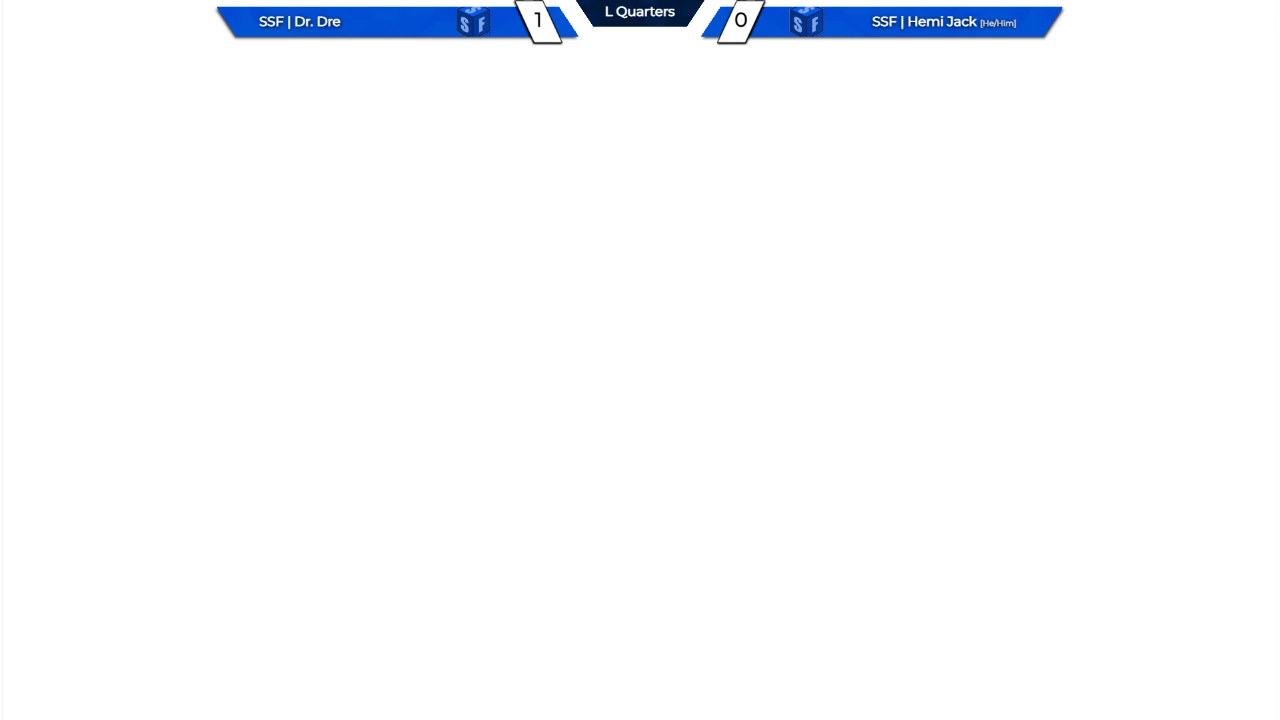 SSF | Dr. Dre
S S F
1
L Quarters
0
S S F
SSF | Hemi Jack [He/Him]